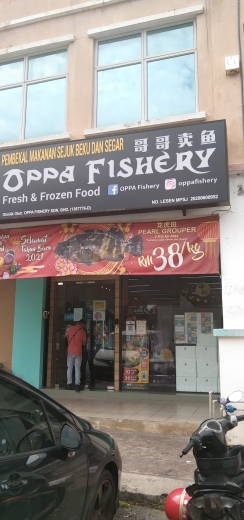 PEMBEKAL MAKANAN SEJUK BEKU DAN SEGAR
哥哥卖鱼
OPPA FISHERY
Fresh & Frozen Food
OPPA Fishery
oppafishery
OPPA FISHERY SDN. BHD.
NO. LESEN MPSJ
Selamat
Tahun Baru
2021
花虎斑
PEARL GROUPER
RM38/kg